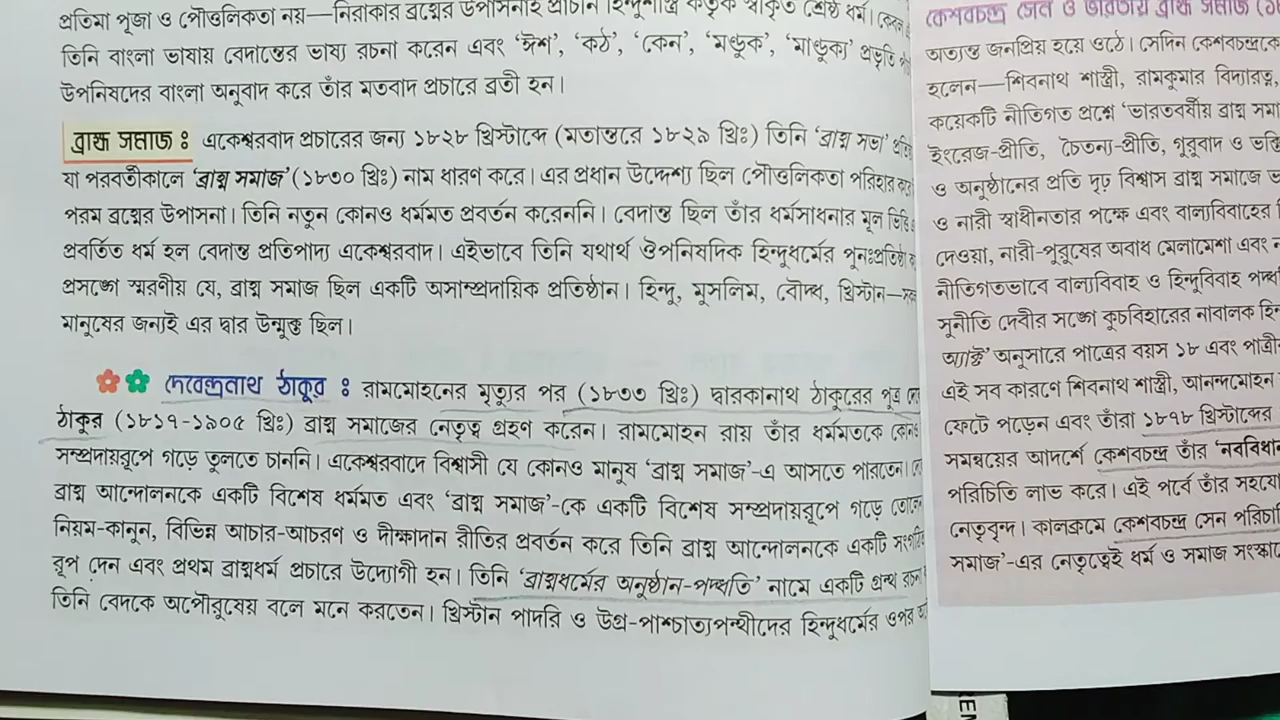 প্রতিমা পূজা ও পৌত্তলিকতা নয়—নিরাকার ব্রহ্মের উপাসনাই প্রাচীন হিন্দুশাস্ত্র কর্তৃক স্বীকৃত শ্রেষ্ঠ ধর্ম।
তিনি বাংলা ভাষায় বেদান্তের ভাষ্য রচনা করেন এবং 'ঈশ', 'কঠ', 'কেন', 'মণ্ডুক', 'মাণ্ডুক্য' প্রভৃতি
উপনিষদের বাংলা অনুবাদ করে তাঁর মতবাদ প্রচারে ব্রতী হন।
ব্রাহ্ম সমাজ : একেশ্বরবাদ প্রচারের জন্য ১৮২৮ খ্রিস্টাব্দে (মতান্তরে ১৮২৯ খ্রিঃ) তিনি 'ব্রাহ্ম সভা'
যা পরবর্তীকালে 'ব্রাহ্ম সমাজ' (১৮৩০ খ্রিঃ) নাম ধারণ করে। এর প্রধান উদ্দেশ্য ছিল পৌত্তলিকতা পরিহার
পরম ব্রহ্মের উপাসনা। তিনি নতুন কোনও ধর্মমত প্রবর্তন করেননি। বেদান্ত ছিল তাঁর ধর্মসাধনার মূল
প্রবর্তিত ধর্ম হল বেদান্ত প্রতিপাদ্য একেশ্বরবাদ। এইভাবে তিনি যথার্থ ঔপনিষদিক হিন্দুধর্মের পুনঃপ্রতিষ্ঠা
প্রসঙ্গে স্মরণীয় যে, ব্রাহ্ম সমাজ ছিল একটি অসাম্প্রদায়িক প্রতিষ্ঠান। হিন্দু, মুসলিম, বৌদ্ধ, খ্রিস্টান—
মানুষের জন্যই এর দ্বার উন্মুক্ত ছিল।
দেবেন্দ্রনাথ ঠাকুর : রামমোহনের মৃত্যুর পর (১৮৩৩ খ্রিঃ) দ্বারকানাথ ঠাকুরের পুত্র
ঠাকুর (১৮১৭-১৯০৫ খ্রিঃ) ব্রাহ্ম সমাজের নেতৃত্ব গ্রহণ করেন। রামমোহন রায় তাঁর ধর্মমতকে
সম্প্রদায়রূপে গড়ে তুলতে চাননি। একেশ্বরবাদে বিশ্বাসী যে কোনও মানুষ 'ব্রাহ্ম সমাজ'-এ আসতে পারতেন।
ব্রাহ্ম আন্দোলনকে একটি বিশেষ ধর্মমত এবং 'ব্রাহ্ম সমাজ'-কে একটি বিশেষ সম্প্রদায়রূপে গড়ে তোলেন
নিয়ম-কানুন, বিভিন্ন আচার-আচরণ ও দীক্ষাদান রীতির প্রবর্তন করে তিনি ব্রাহ্ম আন্দোলনকে একটি
রূপ দেন এবং প্রথম ব্রাহ্মধর্ম প্রচারে উদ্যোগী হন। তিনি 'ব্রাহ্মধর্মের অনুষ্ঠান-পদ্ধতি' নামে একটি গ্রন্থ রচনা
তিনি বেদকে অপৌরুষেয় বলে মনে করতেন। খ্রিস্টান পাদরি ও উগ্র-পাশ্চাত্যপন্থীদের হিন্দুধর্মের ওপর
কেশবচন্দ্র সেন ও ভারতীয় ব্রাহ্ম সমাজ
অত্যন্ত জনপ্রিয় হয়ে ওঠে। সেদিন কেশবচন্দ্রকে
হলেন—শিবনাথ শাস্ত্রী, রামকুমার বিদ্যারত্ন,
কয়েকটি নীতিগত প্রশ্নে 'ভারতবর্ষীয় ব্রাহ্ম
ইংরেজ-প্রীতি, চৈতন্য-প্রীতি, গুরুবাদ ও
ও অনুষ্ঠানের প্রতি দৃঢ় বিশ্বাস ব্রাহ্ম সমাজে
ও নারী স্বাধীনতার পক্ষে এবং বাল্যবিবাহের
দেওয়া, নারী-পুরুষের অবাধ মেলামেশা এবং
নীতিগতভাবে বাল্যবিবাহ ও হিন্দুবিবাহ
সুনীতি দেবীর সঙ্গে কুচবিহারের নাবালক
অ্যাক্ট' অনুসারে পাত্রের বয়স ১৮ এবং
এই সব কারণে শিবনাথ শাস্ত্রী, আনন্দমোহন
ফেটে পড়েন এবং তাঁরা ১৮৭৮ খ্রিস্টাব্দের
সমন্বয়ের আদর্শে কেশবচন্দ্র তাঁর
পরিচিতি লাভ করে। এই পর্বে তাঁর
নেতৃবৃন্দ। কালক্রমে কেশবচন্দ্র সেন
সমাজ'-এর নেতৃত্বেই ধর্ম ও সমাজ